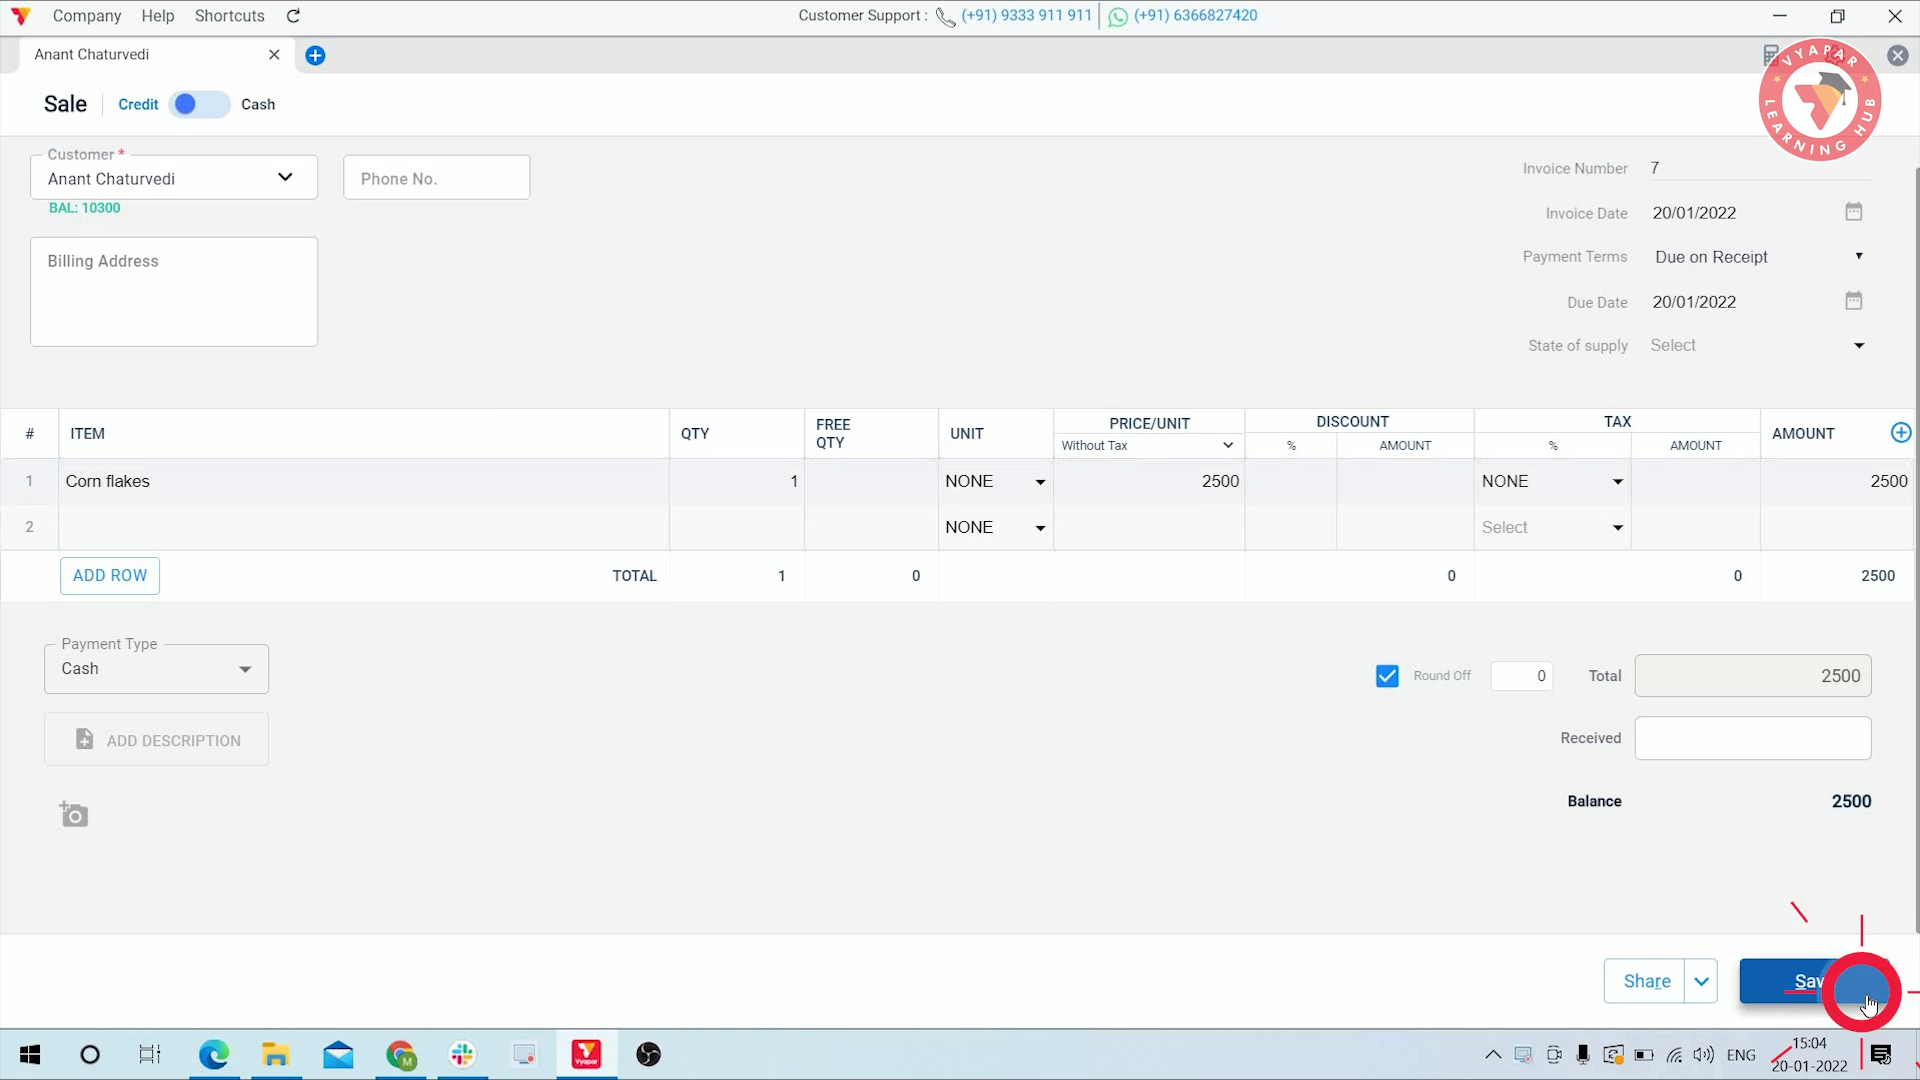 Company Help Shortcuts
Customer Support : (+91) 9333 911 911 (+91) 6366827420
Anant Chaturvedi
VYAPAR LEARNING HUB
Sale Credit Cash
Customer *
Anant Chaturvedi
BAL: 10300
Phone No.
Billing Address
Invoice Number 7
Invoice Date 20/01/2022
Payment Terms Due on Receipt
Due Date 20/01/2022
State of supply Select
# ITEM QTY FREE QTY UNIT PRICE/UNIT DISCOUNT TAX AMOUNT
Without Tax % AMOUNT % AMOUNT
1 Corn flakes 1 NONE 2500 NONE 2500
2 NONE Select
ADD ROW TOTAL 1 0 0 0 2500
Payment Type
Cash
Round Off 0 Total 2500
ADD DESCRIPTION
Received
Balance 2500
Share
Vyapar
ENG
15:04
20-01-2022